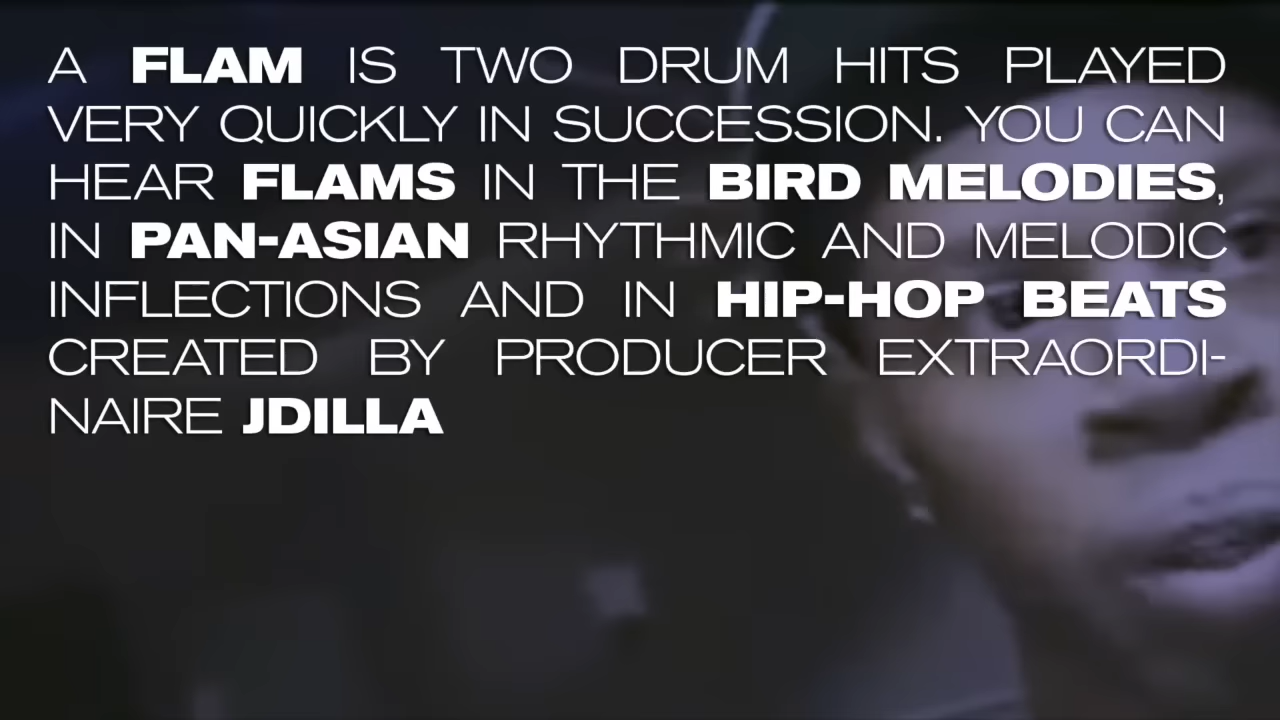 A FLAM IS TWO DRUM HITS PLAYED
VERY QUICKLY IN SUCCESSION. YOU CAN
HEAR FLAMS IN THE BIRD MELODIES,
IN PAN-ASIAN RHYTHMIC AND MELODIC
INFLECTIONS AND IN HIP-HOP BEATS
CREATED BY PRODUCER EXTRAORDI-
NAIRE JDILLA